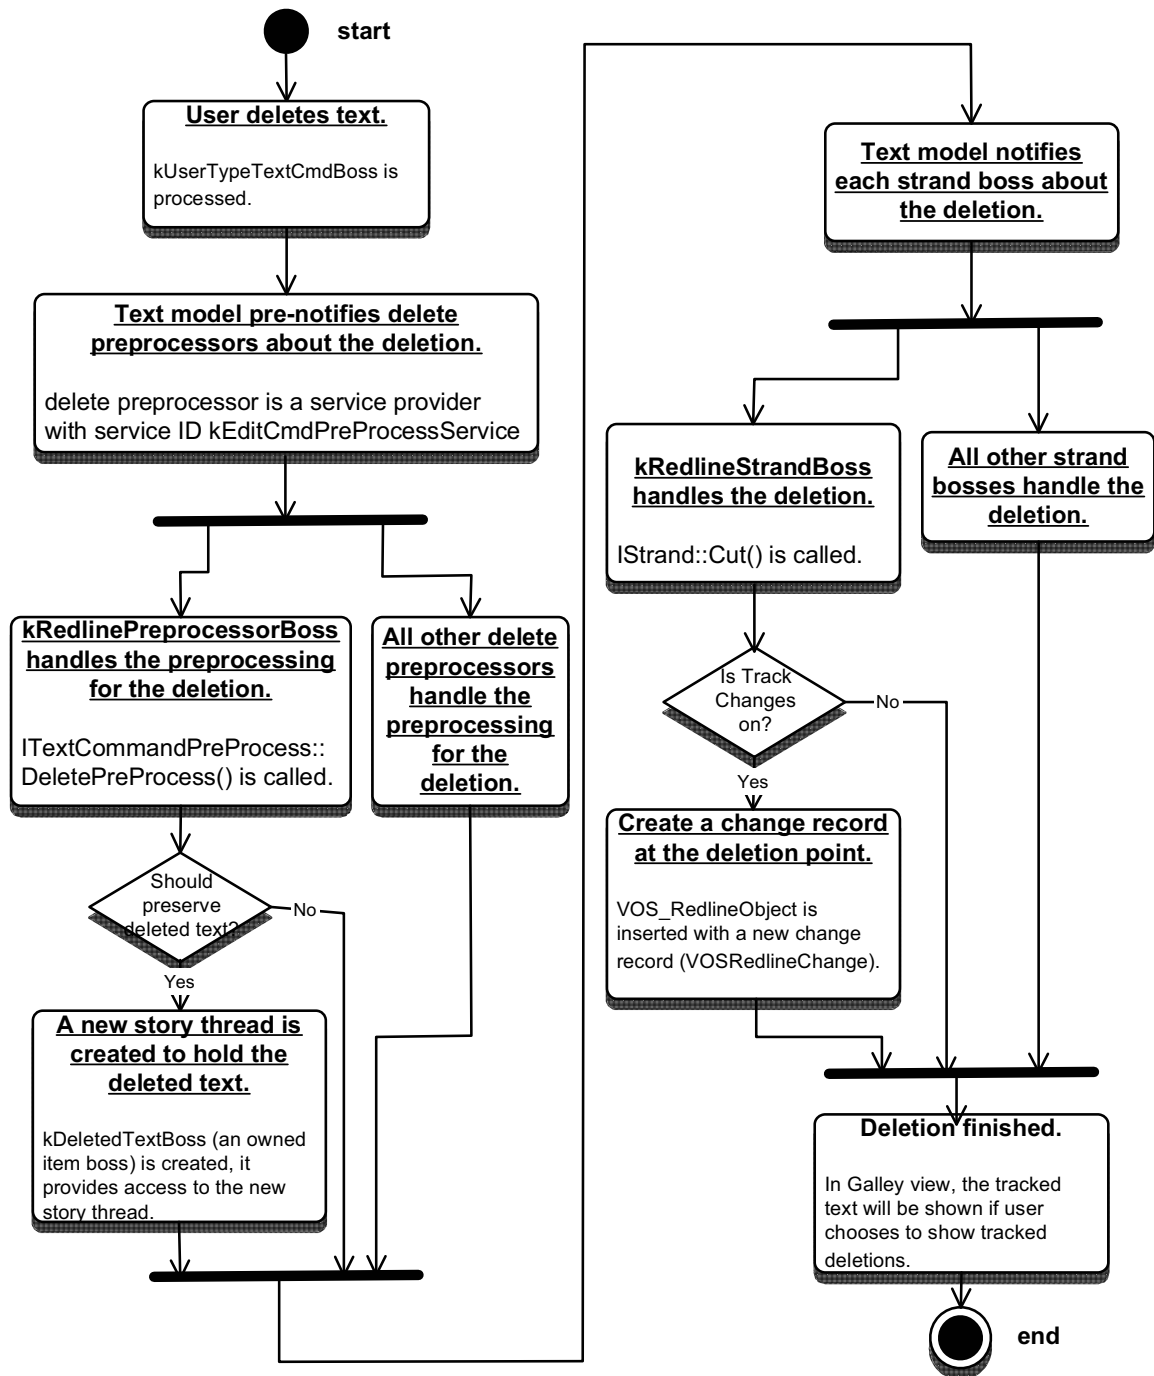 start
User deletes text.
kUserTypeTextCmdBoss is
processed.
Text model pre-notifies delete
preprocessors about the deletion.
delete preprocessor is a service provider
with service ID kEditCmdPreProcessService
kRedlinePreprocessorBoss
handles the preprocessing
for the deletion.
ITextCommandPreProcess::
DeletePreProcess() is called.
All other delete
preprocessors
handle the
preprocessing
for the
deletion.
Should
preserve
deleted text?
No
Yes
A new story thread is
created to hold the
deleted text.
kDeletedTextBoss (an owned
item boss) is created, it
provides access to the new
story thread.
Text model notifies
each strand boss about
the deletion.
kRedlineStrandBoss
handles the deletion.
IStrand::Cut() is called.
All other strand
bosses handle the
deletion.
Is Track
Changes
on?
No
Yes
Create a change record
at the deletion point.
VOS_RedlineObject is
inserted with a new change
record (VOSRedlineChange).
Deletion finished.
In Galley view, the tracked
text will be shown if user
chooses to show tracked
deletions.
end